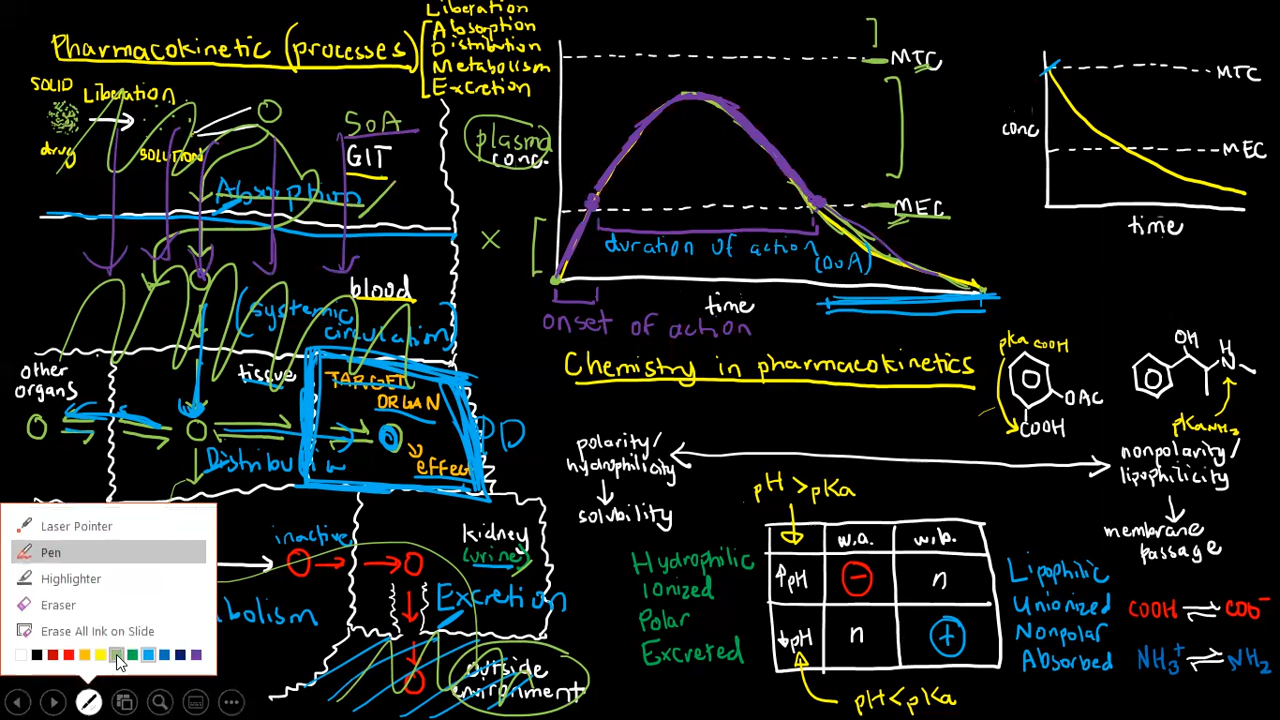 Pharmacokinetic (processes)
Liberation
Absorption
Distribution
Metabolism
Excretion
SOLID
drug
Liberation
SOLUTION
SoA
GIT
Absorption
blood
(systemic
circulation)
other
organs
tissue
TARGET
ORGAN
effect
PD
inactive
kidney
(urine)
Excretion
outside
environment
plasma
conc.
MTC
MEC
duration of action
(DoA)
time
onset of action
conc
MTC
MEC
time
Chemistry in pharmacokinetics
pKa COOH
OAC
COOH
OH
H
N
pKa NH2
polarity/
hydrophilicity
solubility
nonpolarity/
lipophilicity
membrane
passage
pH > pKa
w.a. w.b.
↑pH − n
↓pH n +
pH < pKa
Hydrophilic
Ionized
Polar
Excreted
Lipophilic
Unionized
Nonpolar
Absorbed
COOH ⇌ COO⁻
NH3⁺ ⇌ NH2
Laser Pointer
Pen
Highlighter
Eraser
Erase All Ink on Slide